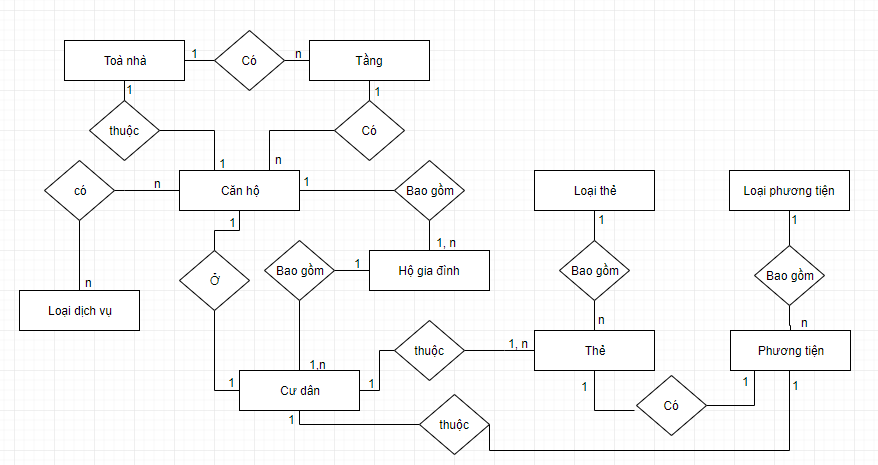 Toà nhà
1
Có
n
Tầng
1
1
thuộc
Có
1
n
có
n
Căn hộ
1
Bao gồm
Loại thẻ
Loại phương tiện
1
1
1
1, n
Bao gồm
1
Hộ gia đình
Bao gồm
Bao gồm
Ở
n
Loại dịch vụ
n
n
1, n
thuộc
Thẻ
Phương tiện
1,n
1
Cư dân
1
1
1
1
Có
1
thuộc